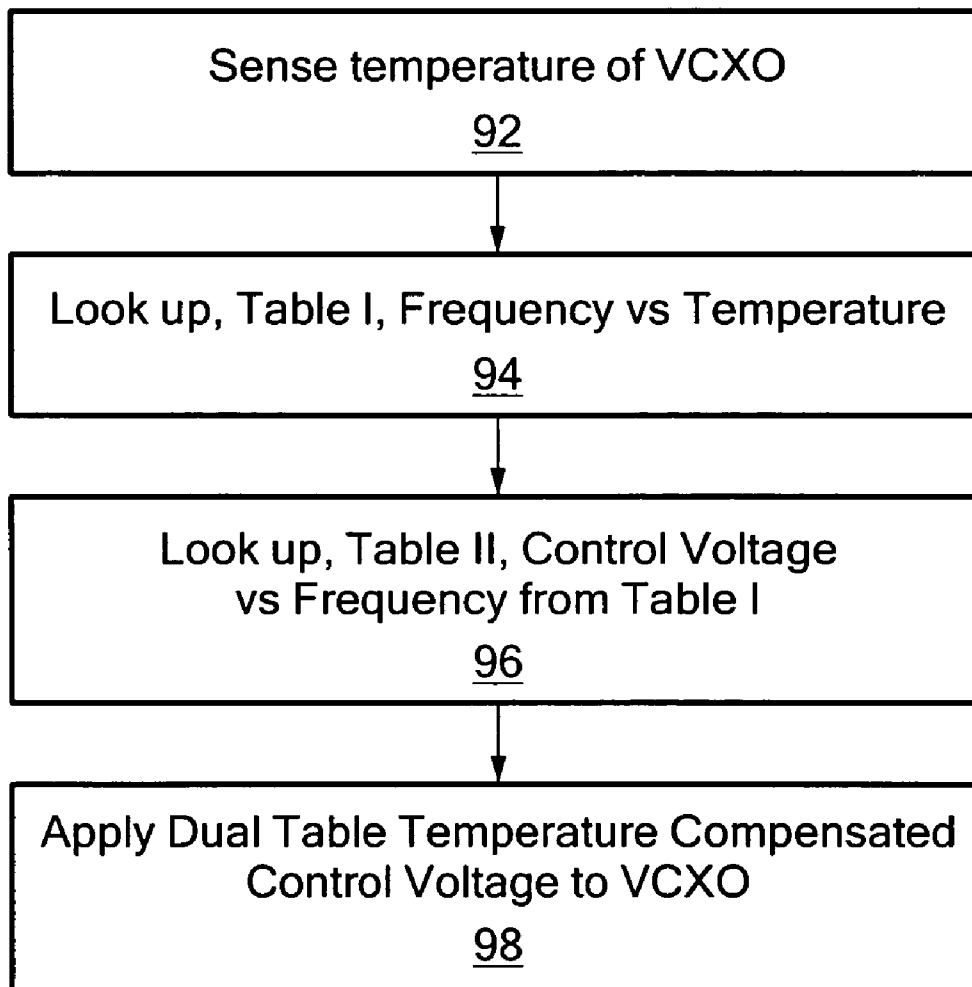 Sense temperature of VCXO
92
Look up, Table I, Frequency vs Temperature
94
Look up, Table II, Control Voltage
vs Frequency from Table I
96
Apply Dual Table Temperature Compensated
Control Voltage to VCXO
98